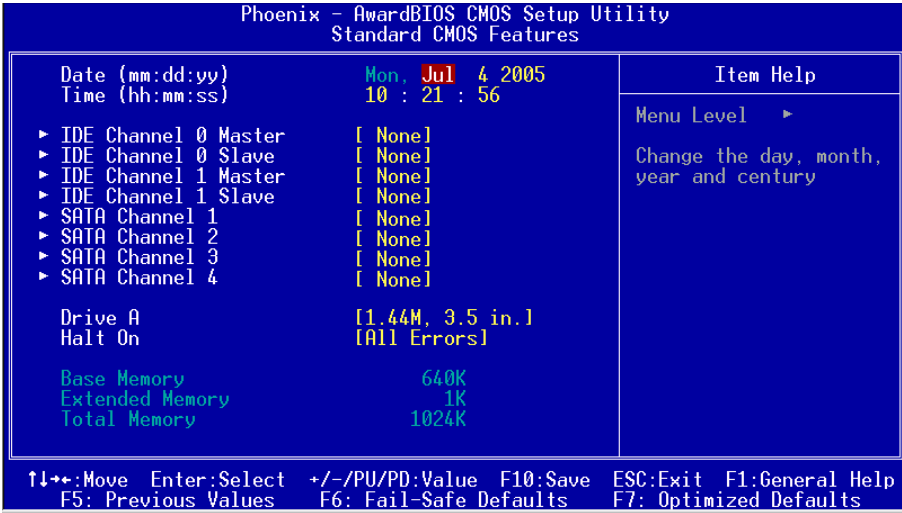 Phoenix - AwardBIOS CMOS Setup Utility
Standard CMOS Features
Date (mm:dd:yy) Mon, Jul 4 2005
Time (hh:mm:ss) 10 : 21 : 56
► IDE Channel 0 Master [ None]
► IDE Channel 0 Slave [ None]
► IDE Channel 1 Master [ None]
► IDE Channel 1 Slave [ None]
► SATA Channel 1 [ None]
► SATA Channel 2 [ None]
► SATA Channel 3 [ None]
► SATA Channel 4 [ None]
Drive A [1.44M, 3.5 in.]
Halt On [All Errors]
Base Memory 640K
Extended Memory 1K
Total Memory 1024K
Item Help
Menu Level ►
Change the day, month,
year and century
↑↓→←:Move Enter:Select +/-/PU/PD:Value F10:Save ESC:Exit F1:General Help
F5: Previous Values F6: Fail-Safe Defaults F7: Optimized Defaults